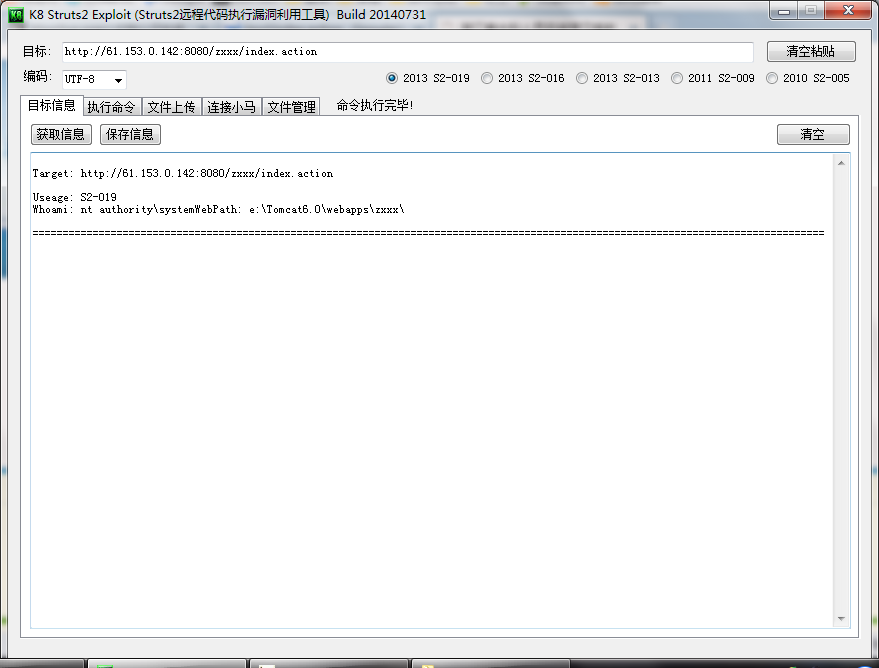 K8 Struts2 Exploit (Struts2远程代码执行漏洞利用工具) Build 20140731
目标: http://61.153.0.142:8080/zxxx/index.action 清空粘贴
编码: UTF-8 2013 S2-019 2013 S2-016 2013 S2-013 2011 S2-009 2010 S2-005
目标信息 执行命令 文件上传 连接小马 文件管理 命令执行完毕!
获取信息 保存信息 清空
Target: http://61.153.0.142:8080/zxxx/index.action
Useage: S2-019
Whoami: nt authority\systemWebPath: e:\Tomcat6.0\webapps\zxxx\
====================================================================================================================================